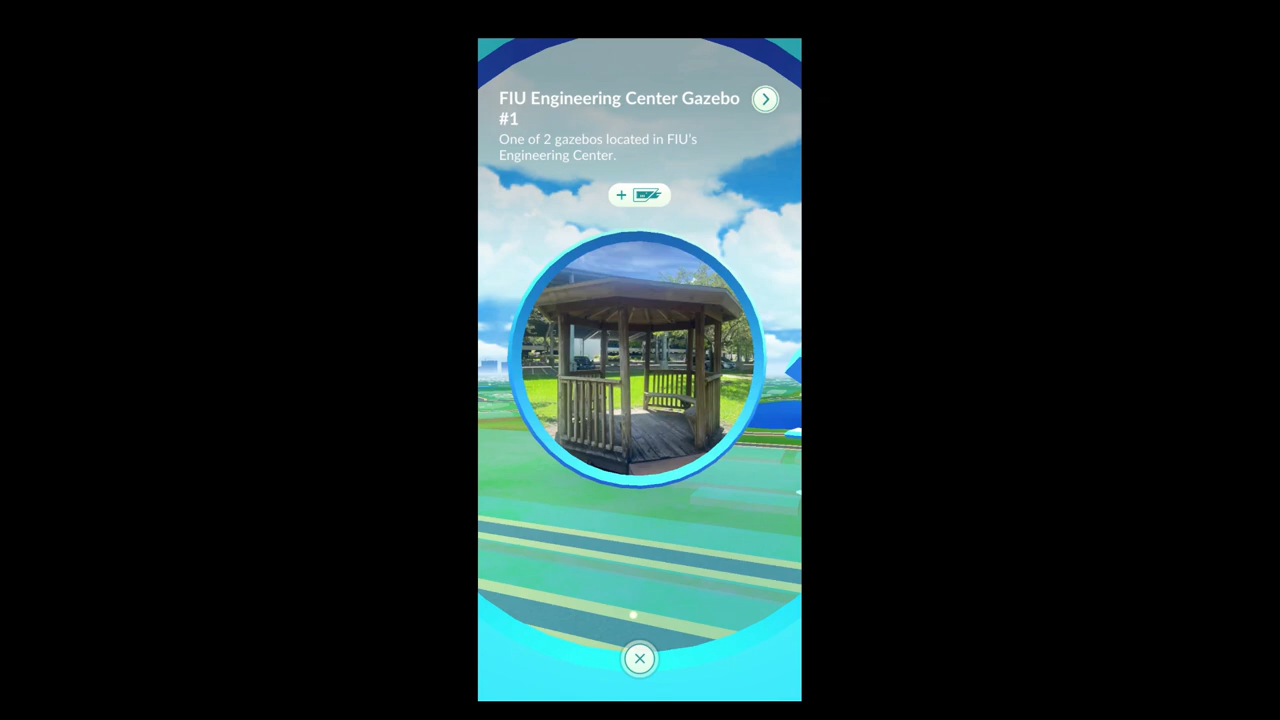 FIU Engineering Center Gazebo
#1
One of 2 gazebos located in FIU's
Engineering Center.